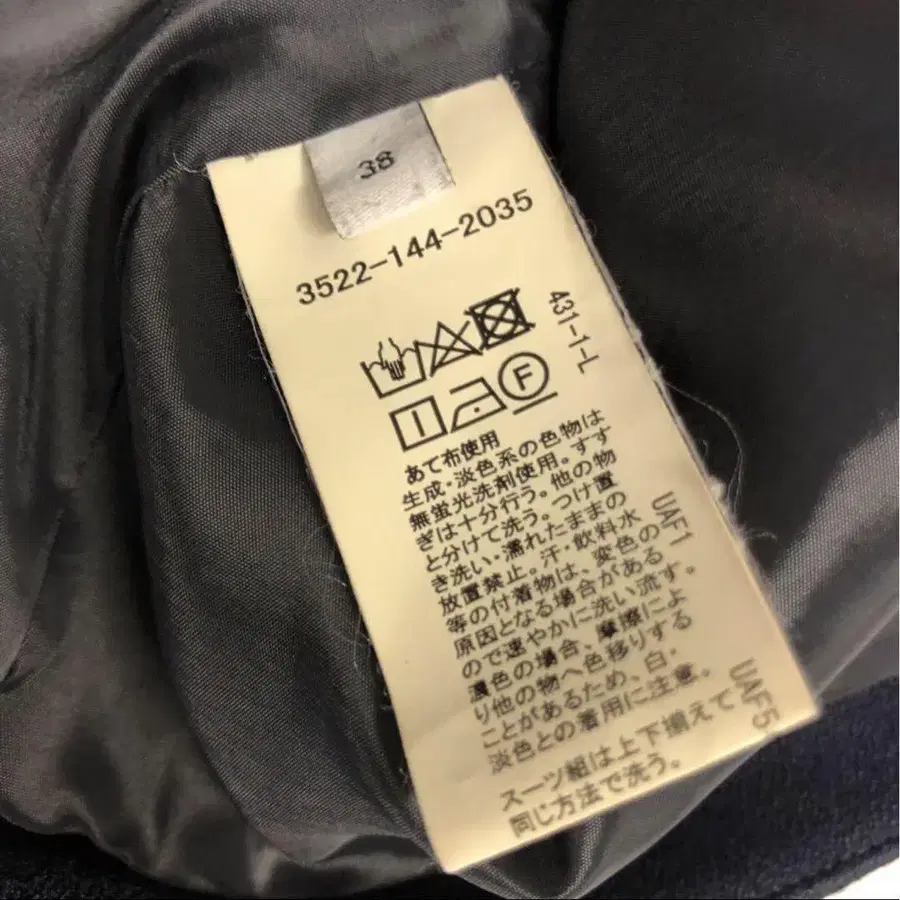 38
3522-144-2035
431-1-L
F
あて布使用
生成・淡色系の色物は
無蛍光洗剤使用。すす
ぎは十分行う。他の物
と分けて洗う。つけ置
き洗い・濡れたままの
放置禁止。汗・飲料水
等の付着物は、変色の
原因となる場合がある
ので速やかに洗い流す。
濃色の場合、摩擦によ
り他の物へ色移りする
ことがあるため、白・
淡色との着用に注意。
スーツ組は上下揃えて
同じ方法で洗う。
UAF1
UAF5